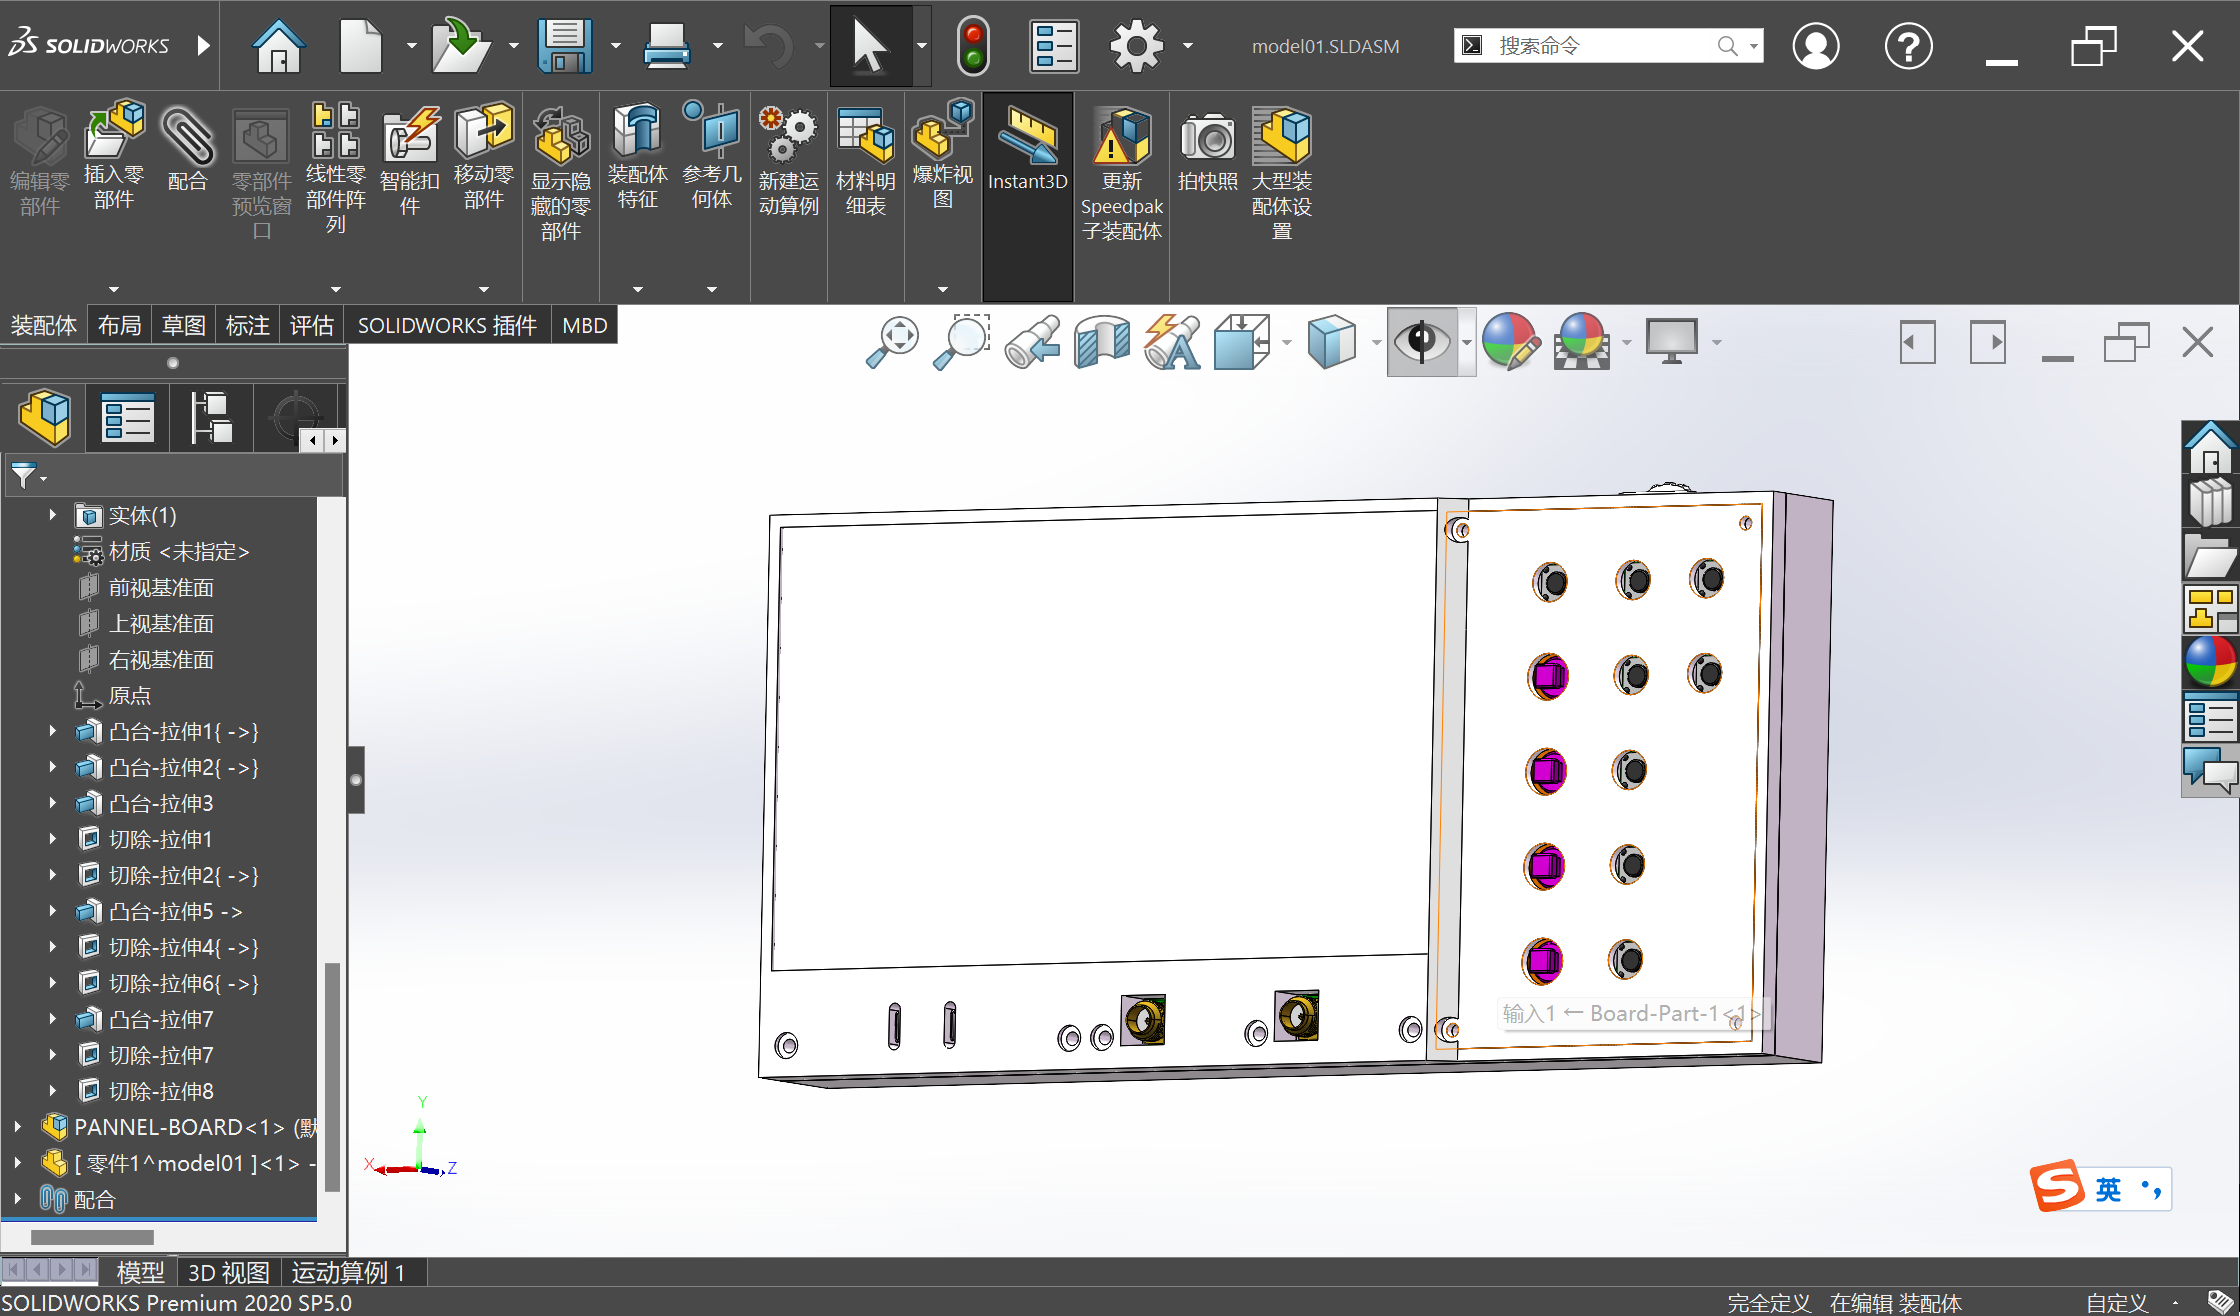 SOLIDWORKS
model01.SLDASM
搜索命令
编辑零部件
插入零部件
配合
零部件预览窗口
线性零部件阵列
智能扣件
移动零部件
显示隐藏的零部件
装配体特征
参考几何体
新建运动算例
材料明细表
爆炸视图
Instant3D
更新 Speedpak 子装配体
拍快照
大型装配体设置
装配体
布局
草图
标注
评估
SOLIDWORKS 插件
MBD
实体(1)
材质 <未指定>
前视基准面
上视基准面
右视基准面
原点
凸台-拉伸1{ ->}
凸台-拉伸2{ ->}
凸台-拉伸3
切除-拉伸1
切除-拉伸2{ ->}
凸台-拉伸5 ->
切除-拉伸4{ ->}
切除-拉伸6{ ->}
凸台-拉伸7
切除-拉伸7
切除-拉伸8
PANNEL-BOARD<1> (默
[ 零件1^model01 ]<1> -
配合
输入1 ← Board-Part-1<1>
Y
X
Z
英
模型
3D 视图
运动算例 1
SOLIDWORKS Premium 2020 SP5.0
完全定义
在编辑 装配体
自定义